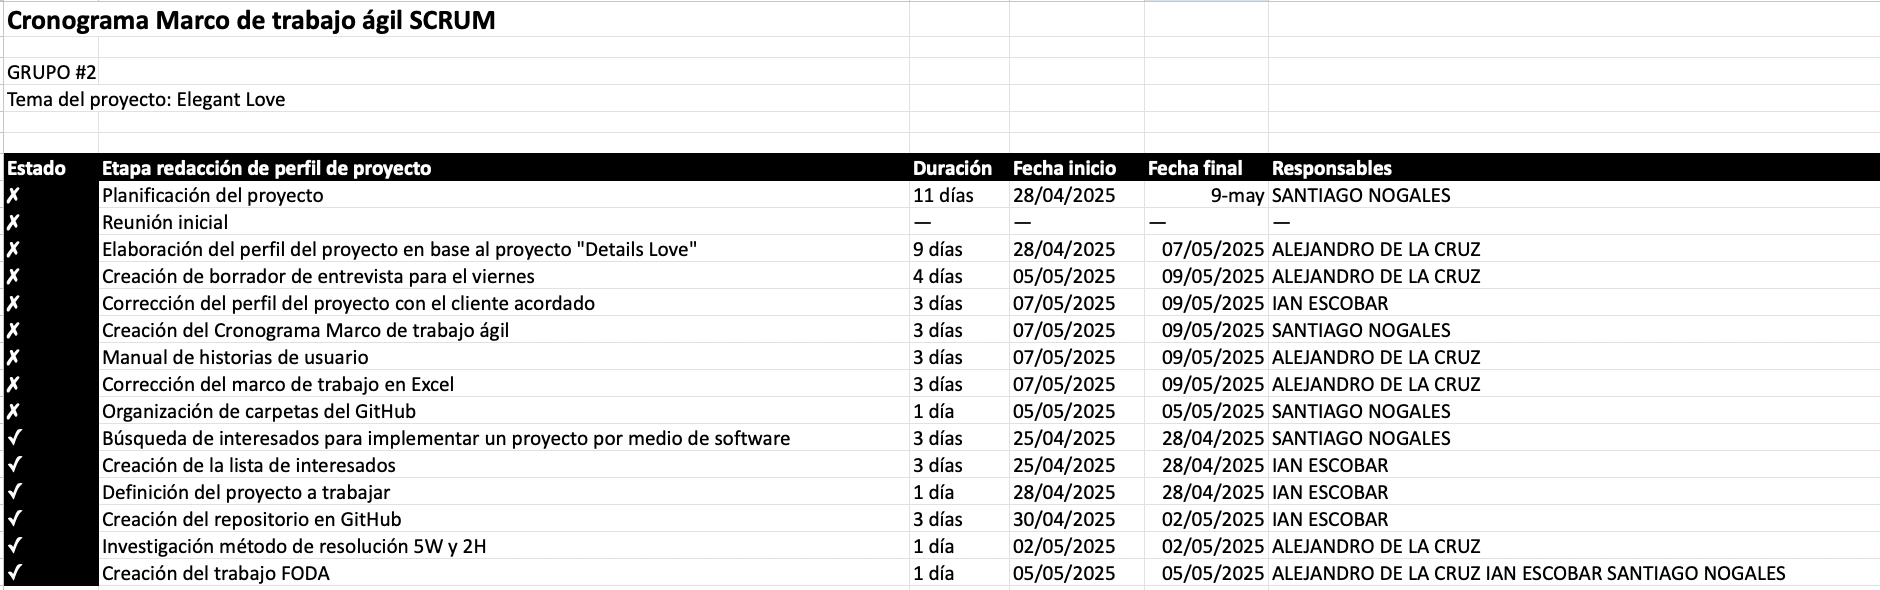 Cronograma Marco de trabajo ágil SCRUM
GRUPO #2
Tema del proyecto: Elegant Love
Estado Etapa redacción de perfil de proyecto Duración Fecha inicio Fecha final Responsables
✗ Planificación del proyecto 11 días 28/04/2025 9-may SANTIAGO NOGALES
✗ Reunión inicial — — — —
✗ Elaboración del perfil del proyecto en base al proyecto "Details Love" 9 días 28/04/2025 07/05/2025 ALEJANDRO DE LA CRUZ
✗ Creación de borrador de entrevista para el viernes 4 días 05/05/2025 09/05/2025 ALEJANDRO DE LA CRUZ
✗ Corrección del perfil del proyecto con el cliente acordado 3 días 07/05/2025 09/05/2025 IAN ESCOBAR
✗ Creación del Cronograma Marco de trabajo ágil 3 días 07/05/2025 09/05/2025 SANTIAGO NOGALES
✗ Manual de historias de usuario 3 días 07/05/2025 09/05/2025 ALEJANDRO DE LA CRUZ
✗ Corrección del marco de trabajo en Excel 3 días 07/05/2025 09/05/2025 ALEJANDRO DE LA CRUZ
✗ Organización de carpetas del GitHub 1 día 05/05/2025 05/05/2025 SANTIAGO NOGALES
✓ Búsqueda de interesados para implementar un proyecto por medio de software 3 días 25/04/2025 28/04/2025 SANTIAGO NOGALES
✓ Creación de la lista de interesados 3 días 25/04/2025 28/04/2025 IAN ESCOBAR
✓ Definición del proyecto a trabajar 1 día 28/04/2025 28/04/2025 IAN ESCOBAR
✓ Creación del repositorio en GitHub 3 días 30/04/2025 02/05/2025 IAN ESCOBAR
✓ Investigación método de resolución 5W y 2H 1 día 02/05/2025 02/05/2025 ALEJANDRO DE LA CRUZ
✓ Creación del trabajo FODA 1 día 05/05/2025 05/05/2025 ALEJANDRO DE LA CRUZ IAN ESCOBAR SANTIAGO NOGALES